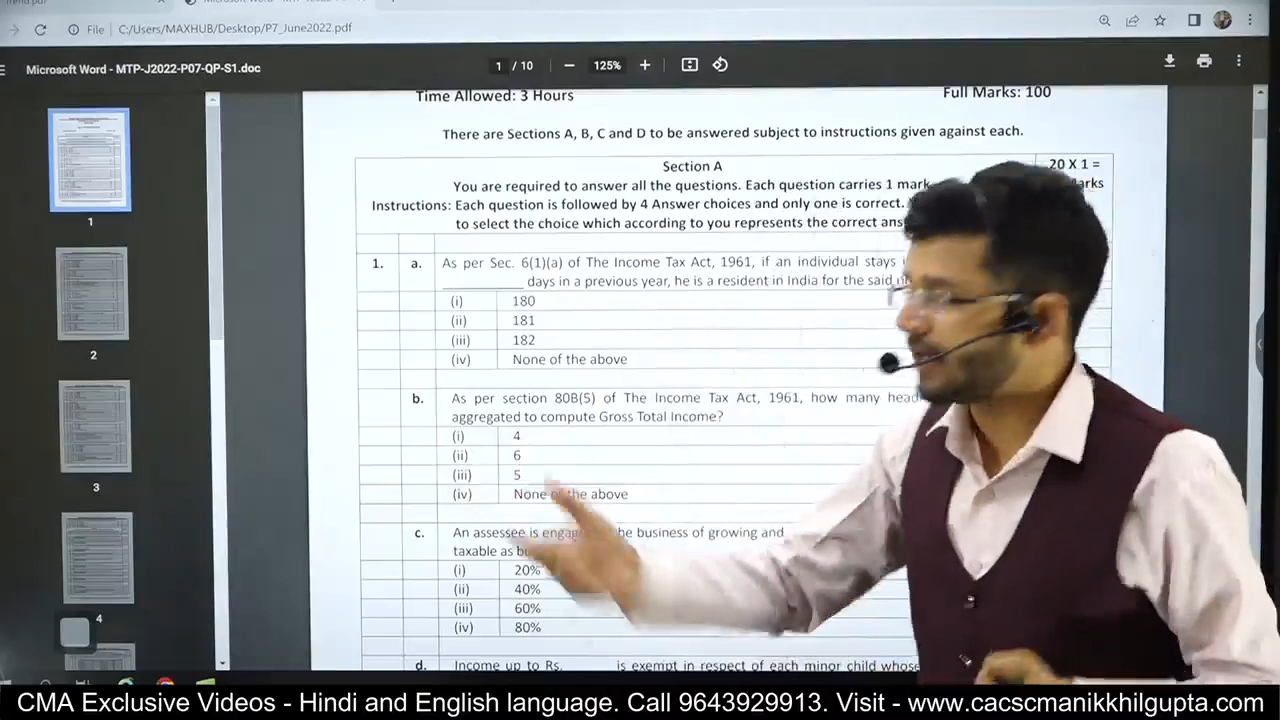 File C:/Users/MAXHUB/Desktop/P7_June2022.pdf
Microsoft Word - MTP-J2022-P07-QP-S1.doc 1 / 10 125%
Time Allowed: 3 Hours Full Marks: 100
There are Sections A, B, C and D to be answered subject to instructions given against each.
Section A 20 X 1 =
You are required to answer all the questions. Each question carries 1 mark
Instructions: Each question is followed by 4 Answer choices and only one is correct.
to select the choice which according to you represents the correct
1. a. As per Sec 6(1)(a) of The Income Tax Act, 1961, if an individual stays
____________ days in a previous year, he is a resident in India for the said
(i) 180
(ii) 181
(iii) 182
(iv) None of the above
b. As per section 80B(5) of The Income Tax Act, 1961, how many
aggregated to compute Gross Total Income?
(i) 4
(ii) 6
(iii) 5
(iv) None of the above
c. An assessee is the business of growing and
taxable as
(i) 20%
(ii) 40%
(iii) 60%
(iv) 80%
d. Income up to Rs. ______ is exempt in respect of each minor child whose
1
2
3
4
CMA Exclusive Videos - Hindi and English language. Call 9643929913. Visit - www.cacscmanikkhilgupta.com